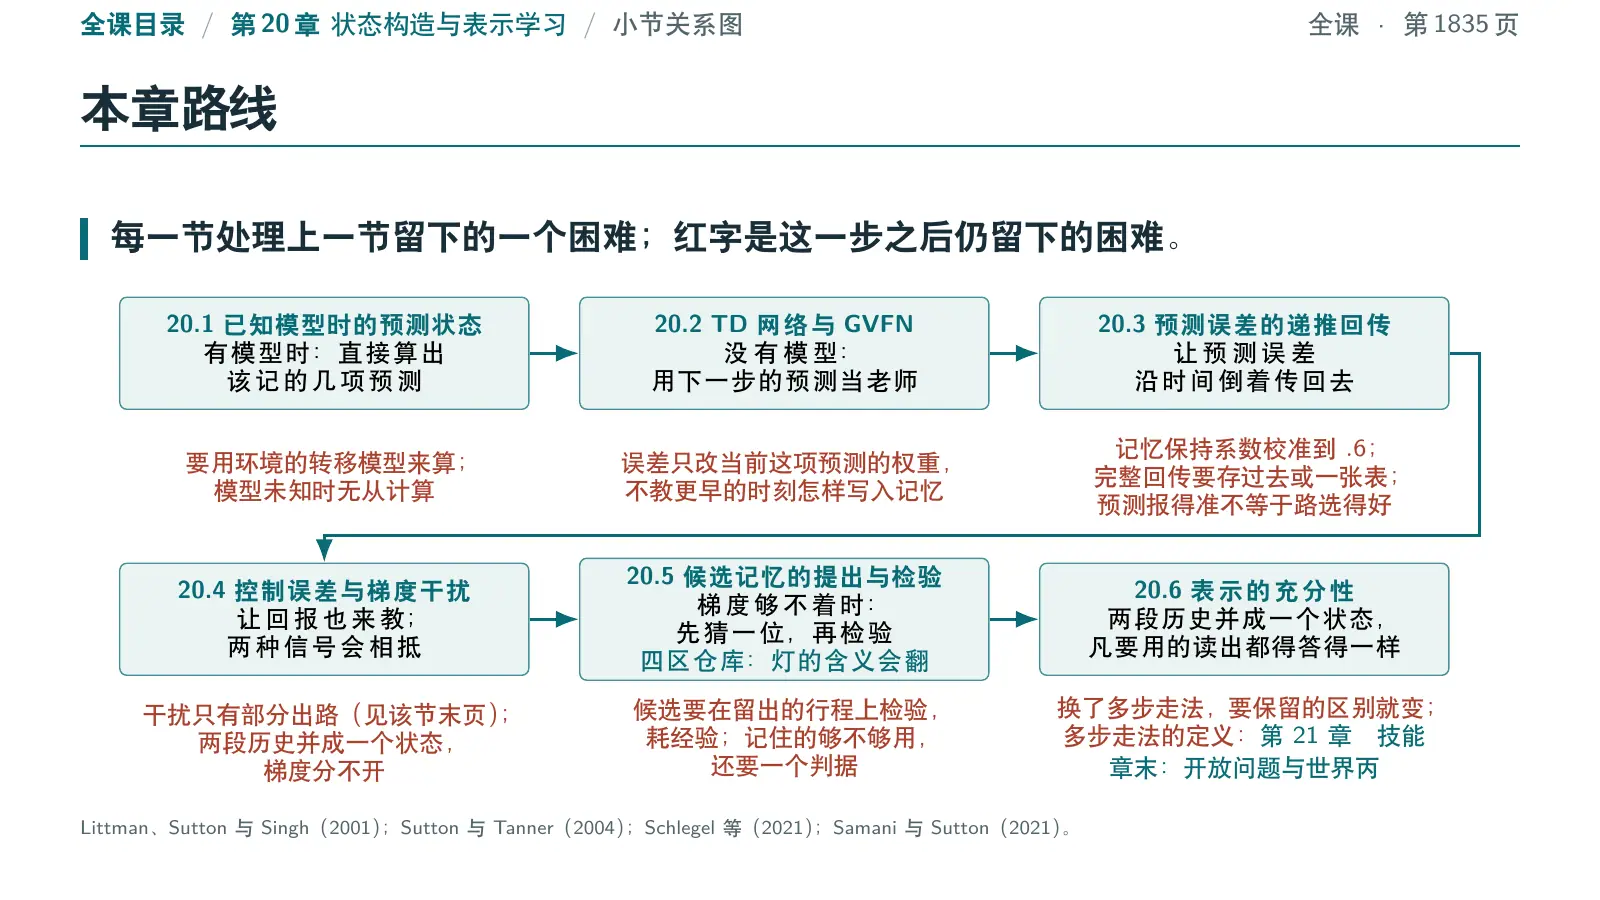 全课目录 / 第 20 章 状态构造与表示学习 / 小节关系图
全课 · 第 1835 页
本章路线
每一节处理上一节留下的一个困难；红字是这一步之后仍留下的困难。
20.1 已知模型时的预测状态
有模型时：直接算出
该记的几项预测
20.2 TD 网络与 GVFN
没有模型：
用下一步的预测当老师
20.3 预测误差的递推回传
让预测误差
沿时间倒着传回去
要用环境的转移模型来算；
模型未知时无从计算
误差只改当前这项预测的权重，
不教更早的时刻怎样写入记忆
记忆保持系数校准到 .6；
完整回传要存过去或一张表；
预测报得准不等于路选得好
20.4 控制误差与梯度干扰
让回报也来教；
两种信号会相抵
20.5 候选记忆的提出与检验
梯度够不着时：
先猜一位，再检验
四区仓库：灯的含义会翻
20.6 表示的充分性
两段历史并成一个状态，
凡要用的读出都得答得一样
干扰只有部分出路（见该节末页）；
两段历史并成一个状态，
梯度分不开
候选要在留出的行程上检验，
耗经验；记住的够不够用，
还要一个判据
换了多步走法，要保留的区别就变；
多步走法的定义：第 21 章 技能
章末：开放问题与世界丙
Littman、Sutton 与 Singh（2001）；Sutton 与 Tanner（2004）；Schlegel 等（2021）；Samani 与 Sutton（2021）。